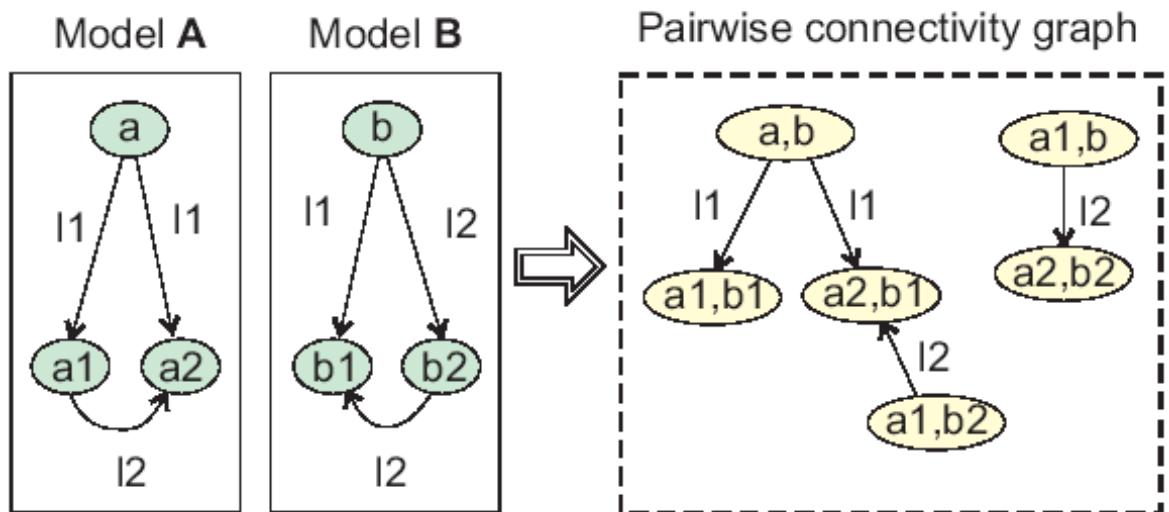 Model A
Model B
Pairwise connectivity graph
a
b
a,b
a1,b
l1
l1
l1
l2
l1
l1
l2
a1
a2
b1
b2
a1,b1
a2,b1
a2,b2
l2
l2
l2
a1,b2